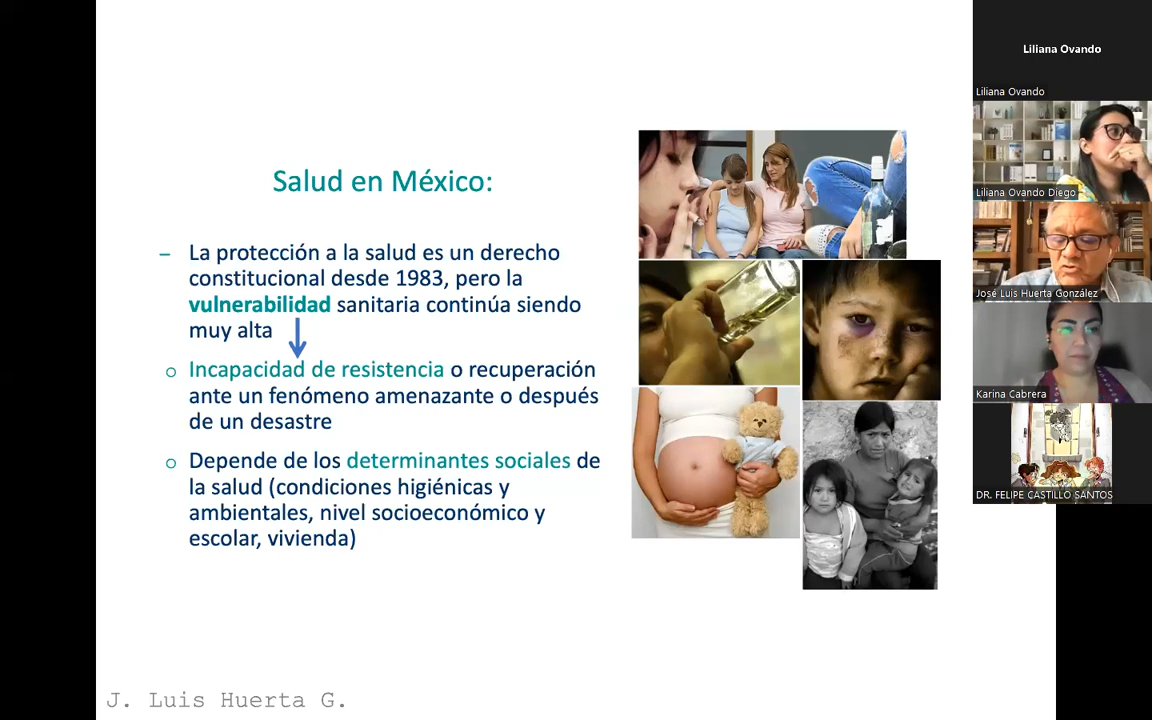 Salud en México:
– La protección a la salud es un derecho
constitucional desde 1983, pero la
vulnerabilidad sanitaria continúa siendo
muy alta
o Incapacidad de resistencia o recuperación
ante un fenómeno amenazante o después
de un desastre
o Depende de los determinantes sociales de
la salud (condiciones higiénicas y
ambientales, nivel socioeconómico y
escolar, vivienda)
J. Luis Huerta G.
Liliana Ovando
Liliana Ovando
Liliana Ovando Diego
José Luis Huerta González
Karina Cabrera
DR. FELIPE CASTILLO SANTOS